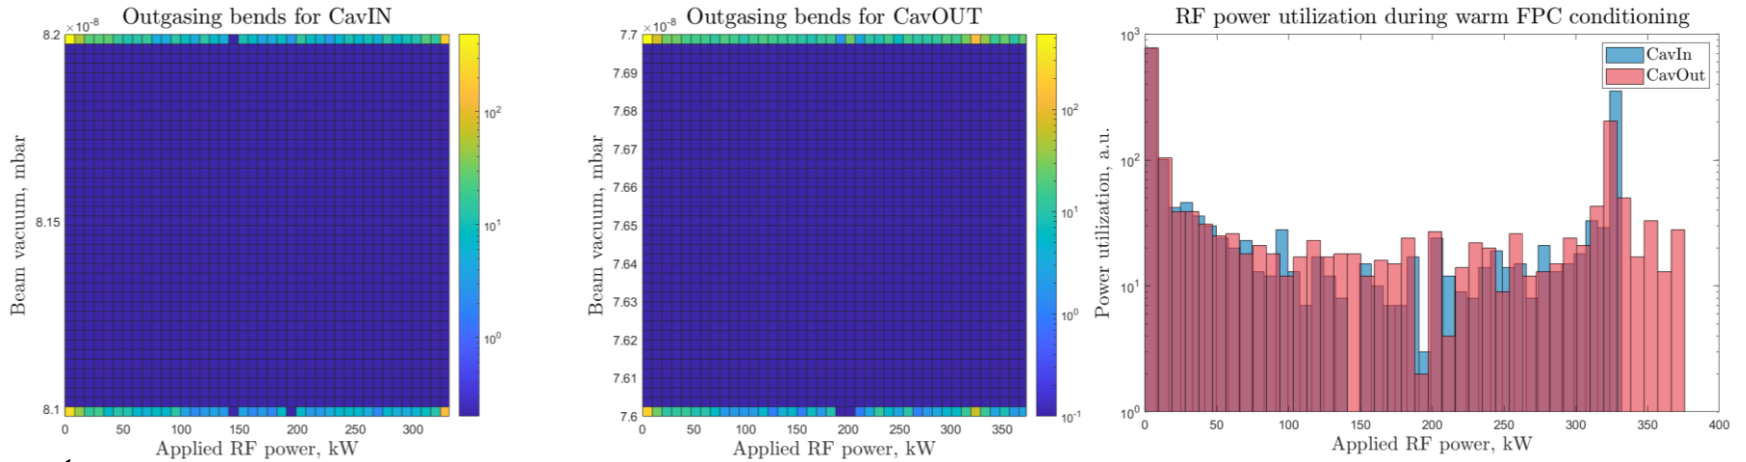 Outgasing bends for CavIN
×10⁻⁸
8.2
8.15
8.1
Beam vacuum, mbar
0 50 100 150 200 250 300
Applied RF power, kW
10²
10¹
10⁰
Outgasing bends for CavOUT
×10⁻⁸
7.7
7.69
7.68
7.67
7.66
7.65
7.64
7.63
7.62
7.61
7.6
Beam vacuum, mbar
0 50 100 150 200 250 300 350
Applied RF power, kW
10²
10¹
10⁰
10⁻¹
RF power utilization during warm FPC conditioning
CavIn
CavOut
10³
10²
10¹
10⁰
Power utilization, a.u.
0 50 100 150 200 250 300 350 400
Applied RF power, kW